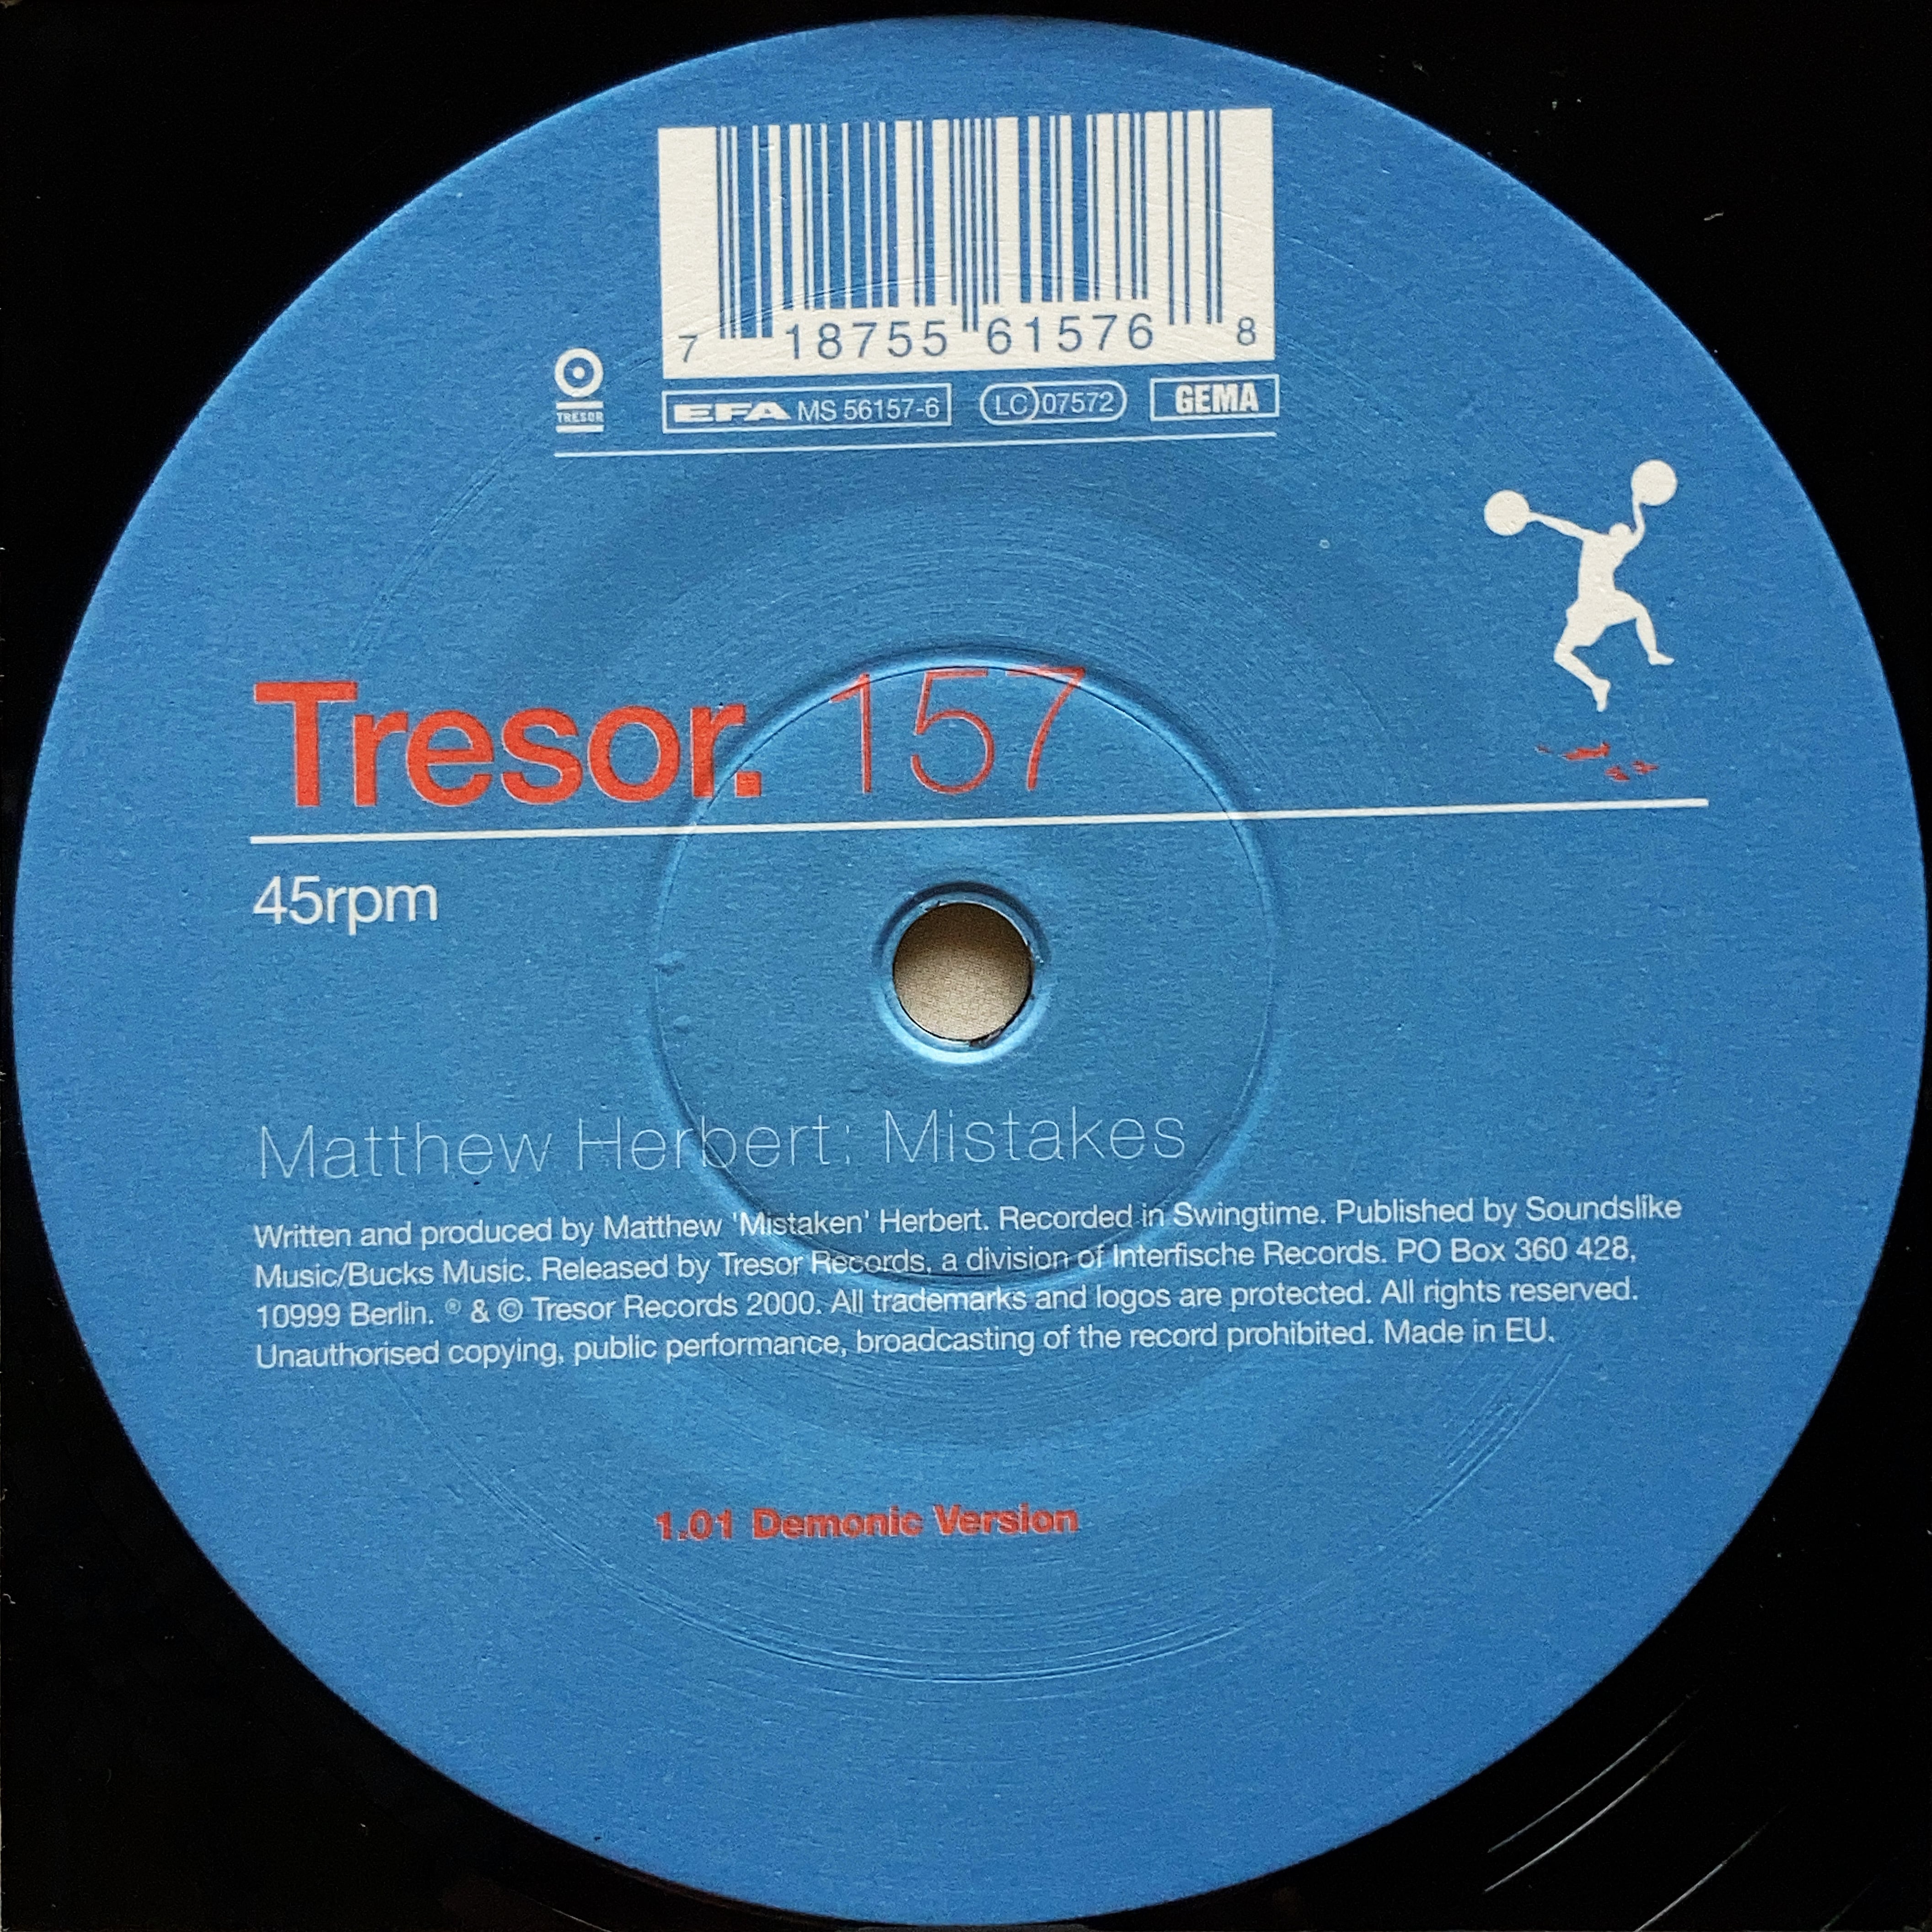 7 18755 61576 8
TRESOR
EFA MS 56157-6 LC 07572 GEMA
Tresor. 157
45rpm
Matthew Herbert: Mistakes
Written and produced by Matthew 'Mistaken' Herbert. Recorded in Swingtime. Published by Soundslike
Music/Bucks Music. Released by Tresor Records, a division of Interfische Records. PO Box 360 428,
10999 Berlin. ® & © Tresor Records 2000. All trademarks and logos are protected. All rights reserved.
Unauthorised copying, public performance, broadcasting of the record prohibited. Made in EU.
1.01 Demonic Version